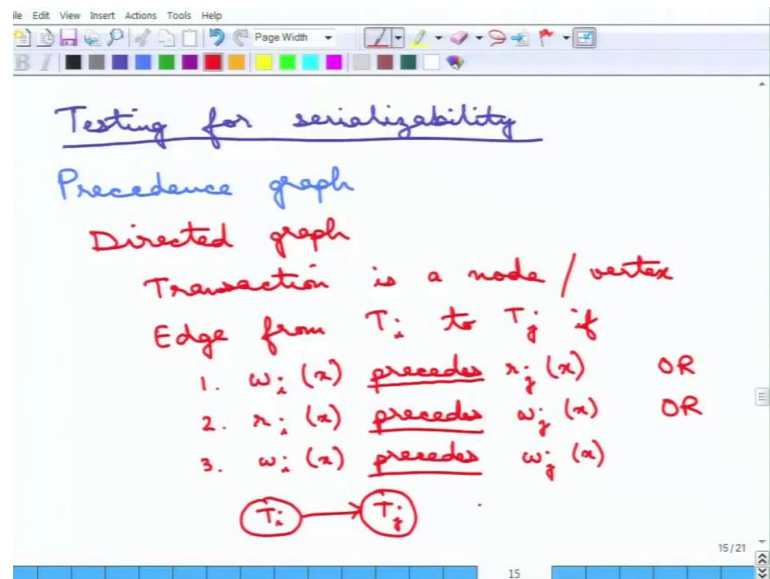 ile Edit View Insert Actions Tools Help
Page Width
B I
Testing for serializability
Precedence graph
Directed graph
Transaction is a node / vertex
Edge from Ti to Tj if
1. wi (x) precedes rj (x) OR
2. ri (x) precedes wj (x) OR
3. wi (x) precedes wj (x)
Ti Tj
15/21
15